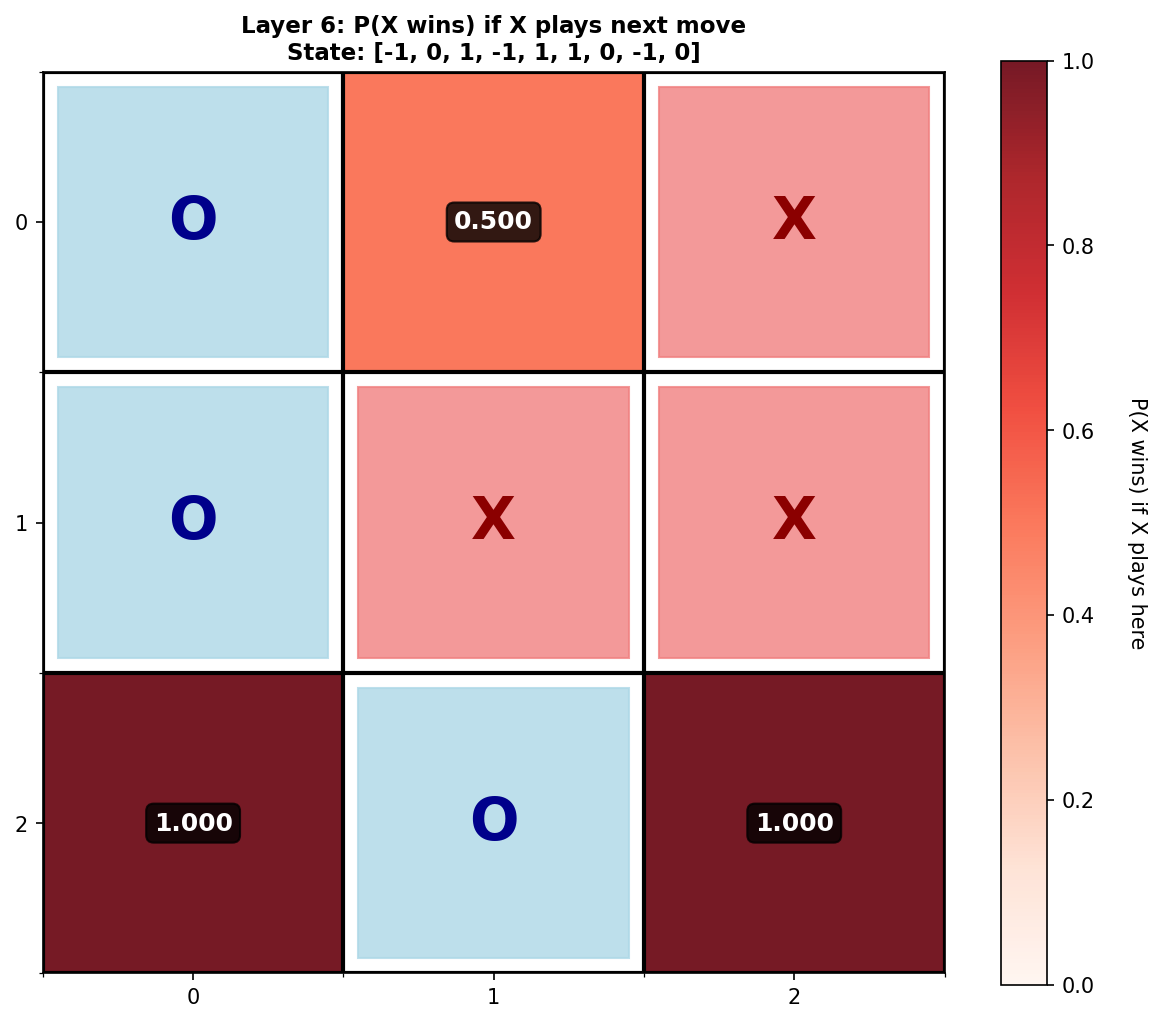 Layer 6: P(X wins) if X plays next move
State: [-1, 0, 1, -1, 1, 1, 0, -1, 0]
1.0
0
O
0.500
X
0.8
P(X wins) if X plays here
0.6
1
O
X
X
0.4
0.2
2
1.000
O
1.000
0.0
0
1
2